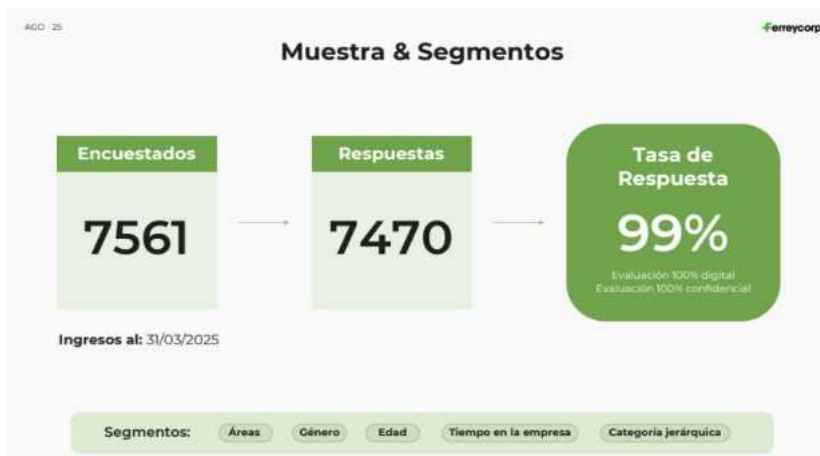 AGO - 25
Ferreycorp
Muestra & Segmentos
Encuestados
7561
Respuestas
7470
Tasa de
Respuesta
99%
Evaluación 100% digital
Evaluación 100% confidencial
Ingresos al: 31/03/2025
Segmentos:
Áreas
Género
Edad
Tiempo en la empresa
Categoría jerárquica